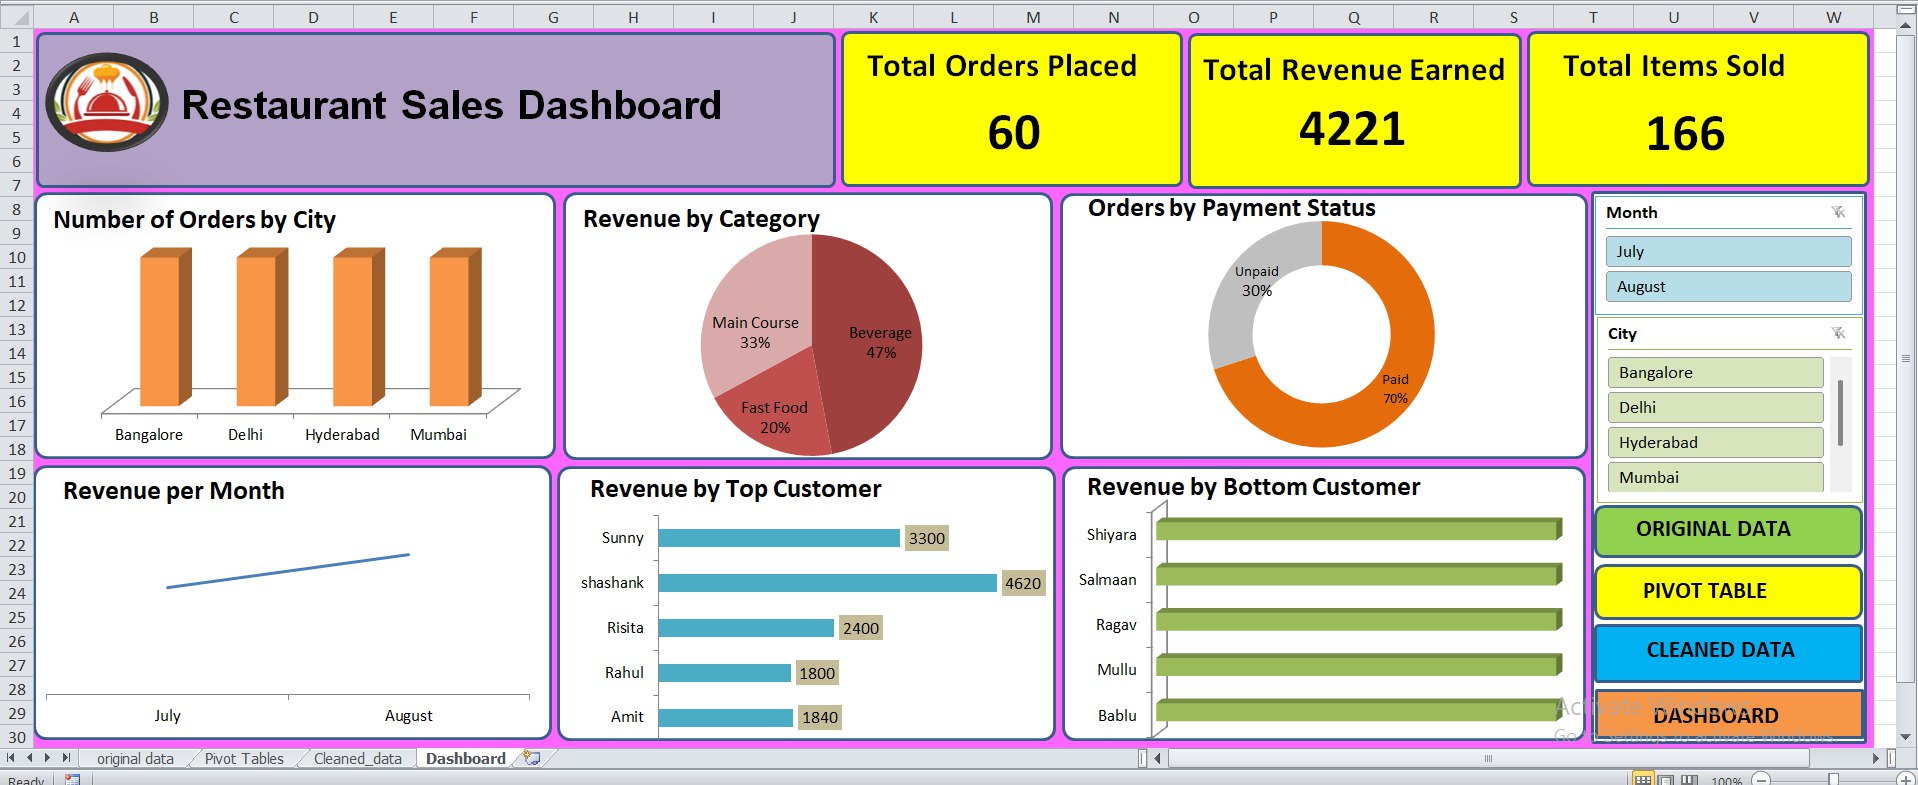 A B C D E F G H I J K L M N O P Q R S T U V W
1
2
3
4
5
6
7
8
9
10
11
12
13
14
15
16
17
18
19
20
21
22
23
24
25
26
27
28
29
30
Restaurant Sales Dashboard
Total Orders Placed
60
Total Revenue Earned
4221
Total Items Sold
166
Number of Orders by City
Bangalore Delhi Hyderabad Mumbai
Revenue by Category
Main Course
33%
Beverage
47%
Fast Food
20%
Orders by Payment Status
Unpaid
30%
Paid
70%
Month
July
August
City
Bangalore
Delhi
Hyderabad
Mumbai
Revenue per Month
July August
Revenue by Top Customer
Sunny 3300
shashank 4620
Risita 2400
Rahul 1800
Amit 1840
Revenue by Bottom Customer
Shiyara
Salmaan
Ragav
Mullu
Bablu
ORIGINAL DATA
PIVOT TABLE
CLEANED DATA
DASHBOARD
Activate Windows
Go to Settings to activate Windows.
original data Pivot Tables Cleaned_data Dashboard
Ready 100%